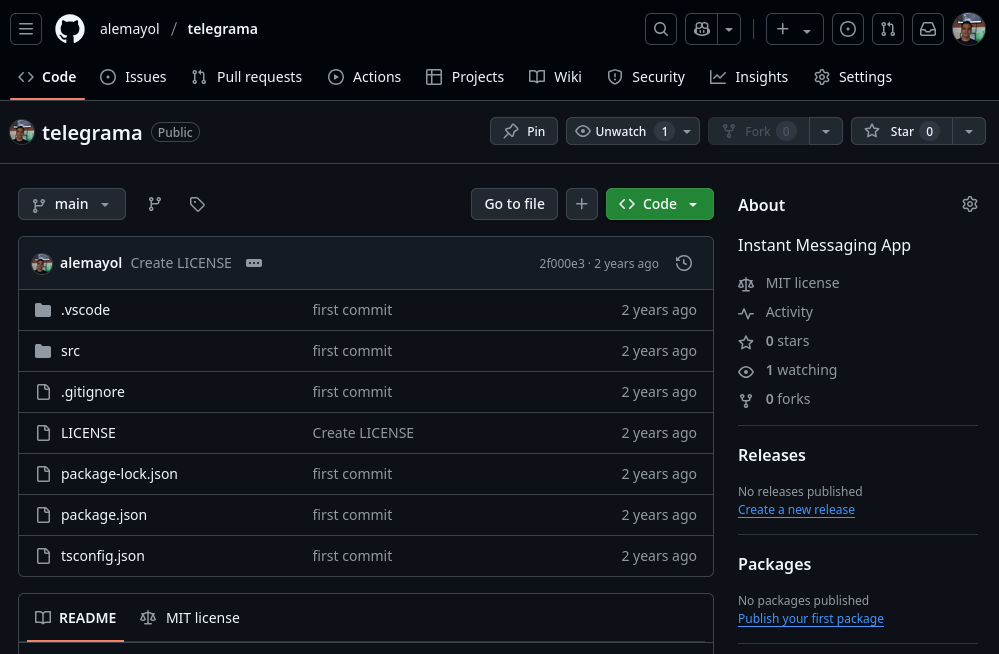 alemayol / telegrama
Code Issues Pull requests Actions Projects Wiki Security Insights Settings
telegrama Public Pin Unwatch 1 Fork 0 Star 0
main Go to file Code
alemayol Create LICENSE 2f000e3 · 2 years ago
.vscode first commit 2 years ago
src first commit 2 years ago
.gitignore first commit 2 years ago
LICENSE Create LICENSE 2 years ago
package-lock.json first commit 2 years ago
package.json first commit 2 years ago
tsconfig.json first commit 2 years ago
README MIT license
About
Instant Messaging App
MIT license
Activity
0 stars
1 watching
0 forks
Releases
No releases published
Create a new release
Packages
No packages published
Publish your first package